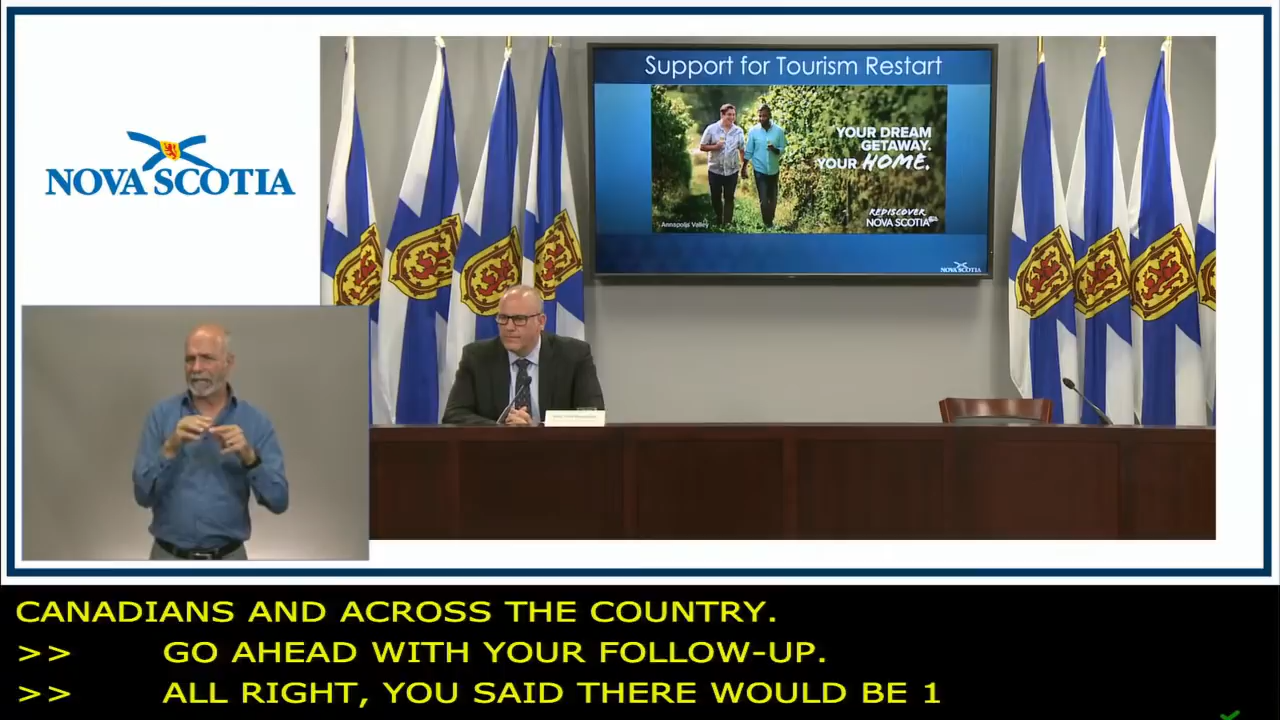 NOVA SCOTIA
Support for Tourism Restart
YOUR DREAM
GETAWAY.
YOUR HOME.
REDISCOVER
NOVA SCOTIA
Annapolis Valley
NOVA SCOTIA
CANADIANS AND ACROSS THE COUNTRY.
>> GO AHEAD WITH YOUR FOLLOW-UP.
>> ALL RIGHT, YOU SAID THERE WOULD BE 1